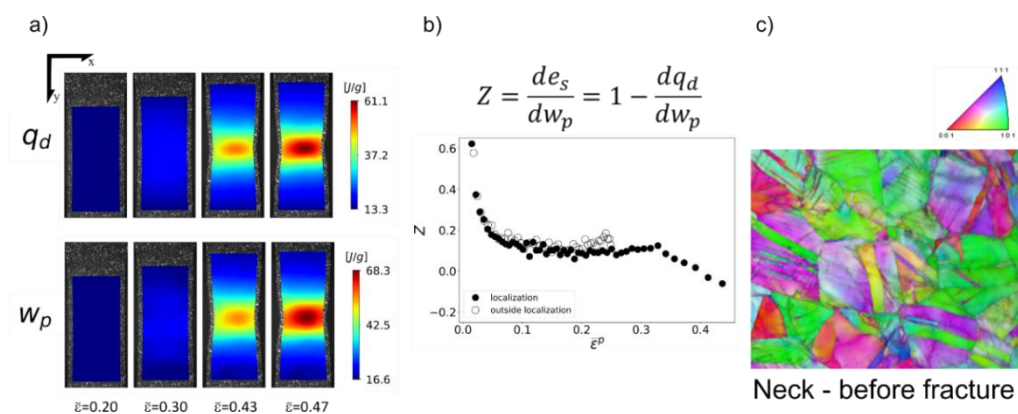 a)
x
y
q_d
[J/g]
61.1
37.2
13.3
w_p
[J/g]
68.3
42.5
16.6
ε̄=0.20 ε̄=0.30 ε̄=0.43 ε̄=0.47
b)
Z = de_s/dw_p = 1 − dq_d/dw_p
0.6
0.4
0.2
0.0
−0.2
Z
localization
outside localization
0.0 0.1 0.2 0.3 0.4
ε̄^p
c)
111
001 101
Neck - before fracture